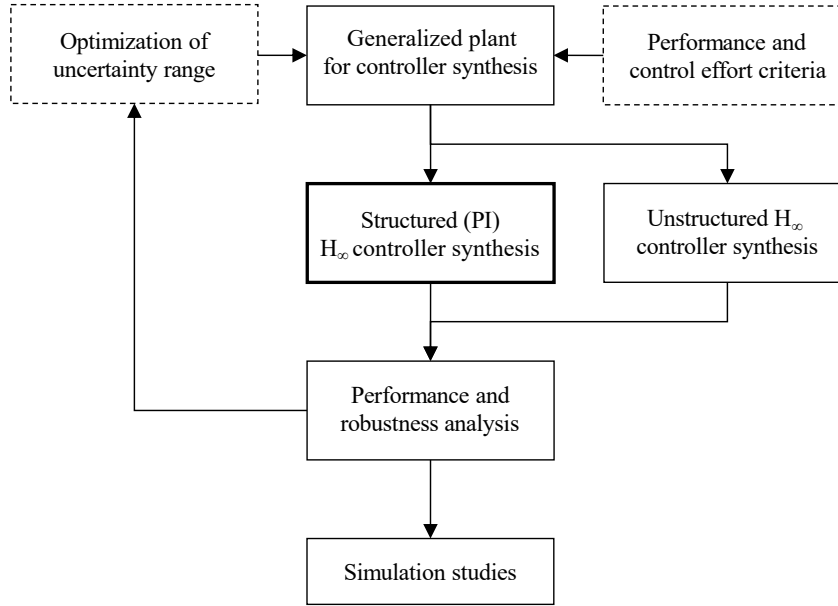 Optimization of
uncertainty range
Generalized plant
for controller synthesis
Performance and
control effort criteria
Structured (PI)
H∞ controller synthesis
Unstructured H∞
controller synthesis
Performance and
robustness analysis
Simulation studies